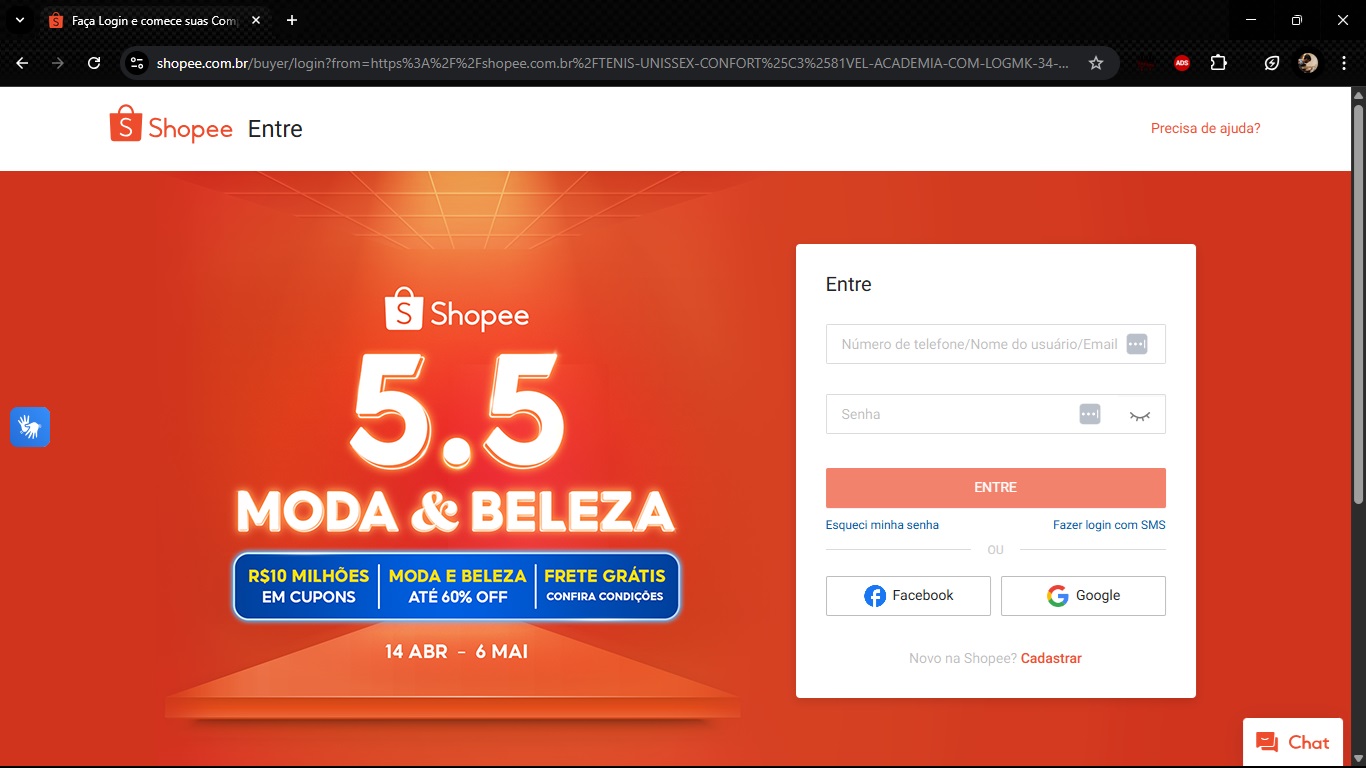 Faça Login e comece suas Com
shopee.com.br/buyer/login?from=https%3A%2F%2Fshopee.com.br%2FTENIS-UNISSEX-CONFORT%25C3%2581VEL-ACADEMIA-COM-LOGMK-34-...
ADS
Shopee Entre
Precisa de ajuda?
Shopee
5.5
MODA & BELEZA
R$10 MILHÕES EM CUPONS
MODA E BELEZA ATÉ 60% OFF
FRETE GRÁTIS CONFIRA CONDIÇÕES
14 ABR - 6 MAI
Entre
Número de telefone/Nome do usuário/Email
Senha
ENTRE
Esqueci minha senha
Fazer login com SMS
OU
Facebook
Google
Novo na Shopee? Cadastrar
Chat